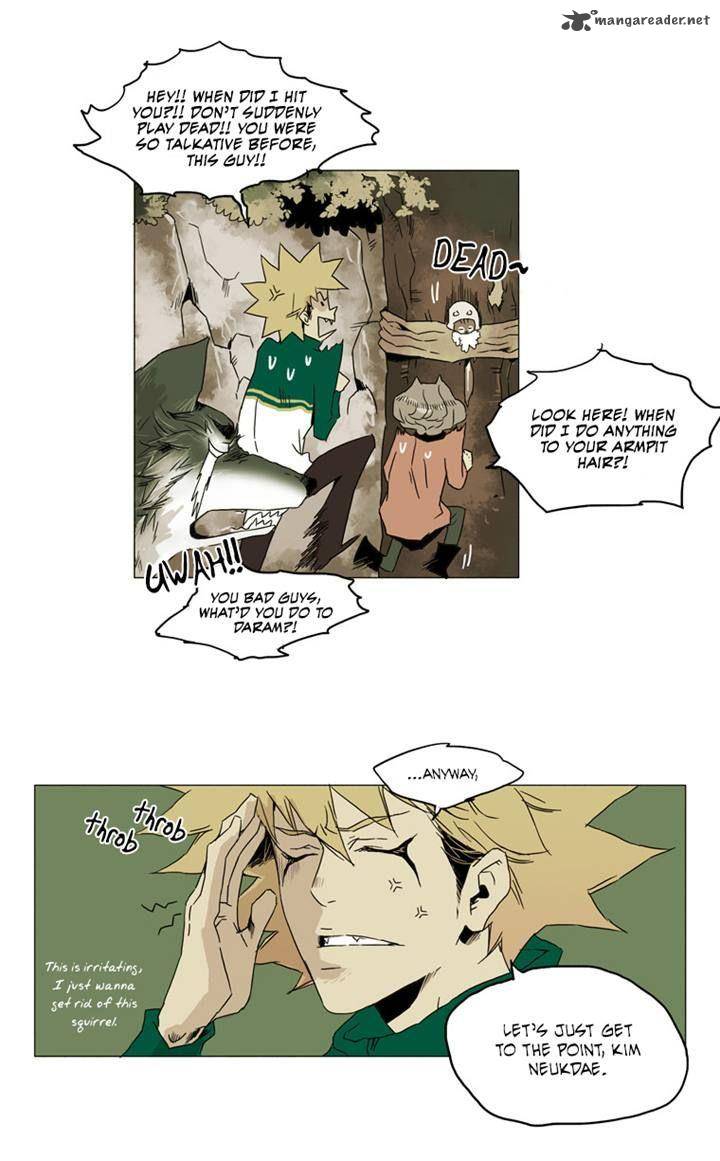 mangareader.net
HEY!! WHEN DID I HIT
YOU?!! DON'T SUDDENLY
PLAY DEAD!! YOU WERE
SO TALKATIVE BEFORE,
THIS GUY!!
DEAD~
LOOK HERE! WHEN
DID I DO ANYTHING
TO YOUR ARMPIT
HAIR?!
UWAH!!
YOU BAD GUYS,
WHAT'D YOU DO TO
DARAM?!
...ANYWAY,
throb
throb
This is irritating,
I just wanna
get rid of this
squirrel.
LET'S JUST GET
TO THE POINT, KIM
NEUKDAE.